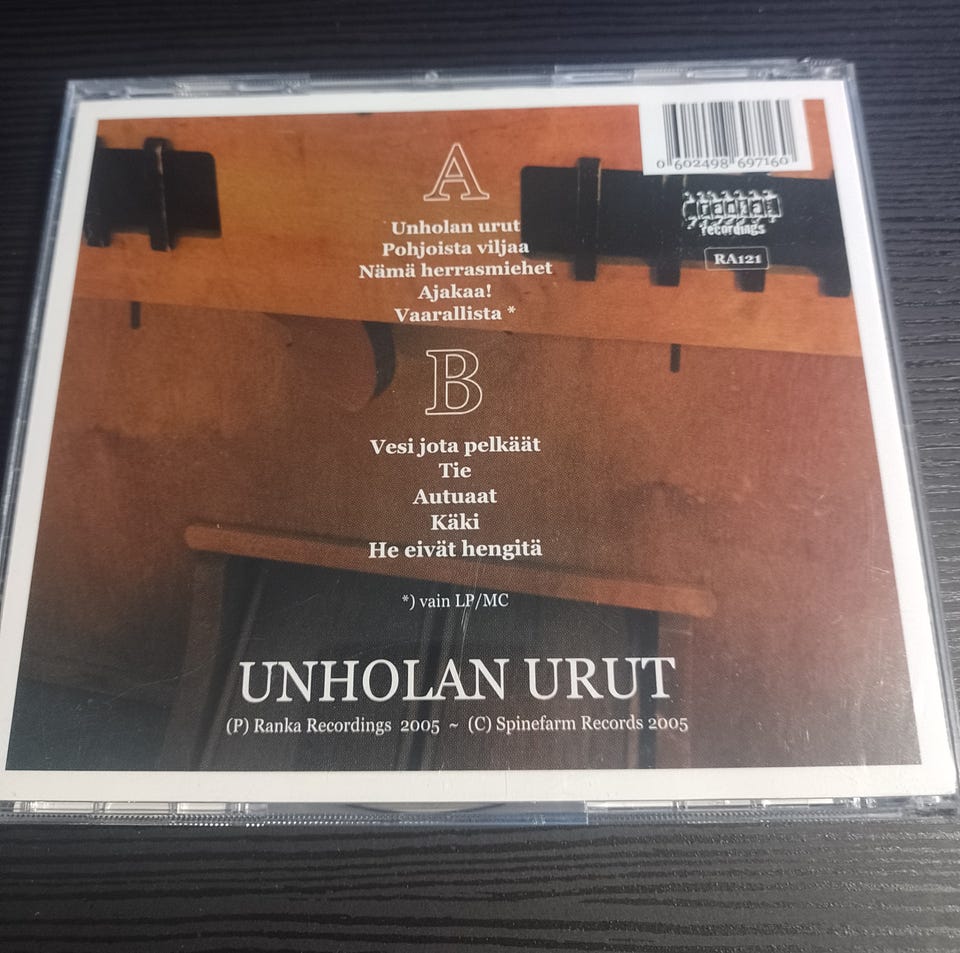 0 602498 697160
ranka
recordings
RA121
A
Unholan urut
Pohjoista viljaa
Nämä herrasmiehet
Ajakaa!
Vaarallista *
B
Vesi jota pelkäät
Tie
Autuaat
Käki
He eivät hengitä
*) vain LP/MC
UNHOLAN URUT
(P) Ranka Recordings 2005 ~ (C) Spinefarm Records 2005